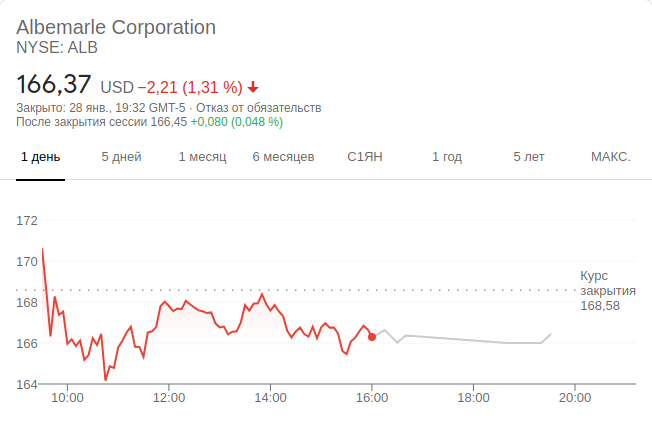 Albemarle Corporation
NYSE: ALB
166,37 USD −2,21 (1,31 %)
Закрыто: 28 янв., 19:32 GMT-5 · Отказ от обязательств
После закрытия сессии 166,45 +0,080 (0,048 %)
1 день 5 дней 1 месяц 6 месяцев С1ЯН 1 год 5 лет МАКС.
172
170
Курс
закрытия
168,58
168
166
164
10:00 12:00 14:00 16:00 18:00 20:00